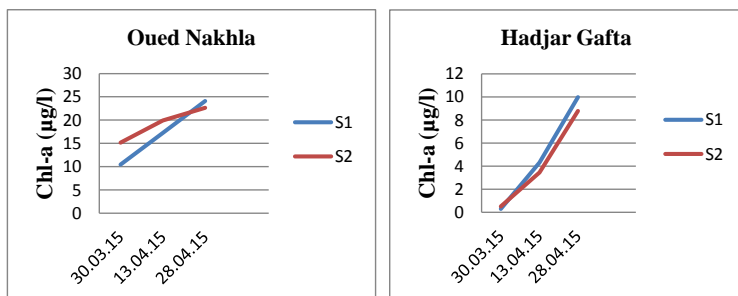 Oued Nakhla
Chl-a (µg/l)
30
25
20
15
10
5
0
30.03.15
13.04.15
28.04.15
S1
S2
Hadjar Gafta
Chl-a (µg/l)
12
10
8
6
4
2
0
30.03.15
13.04.15
28.04.15
S1
S2